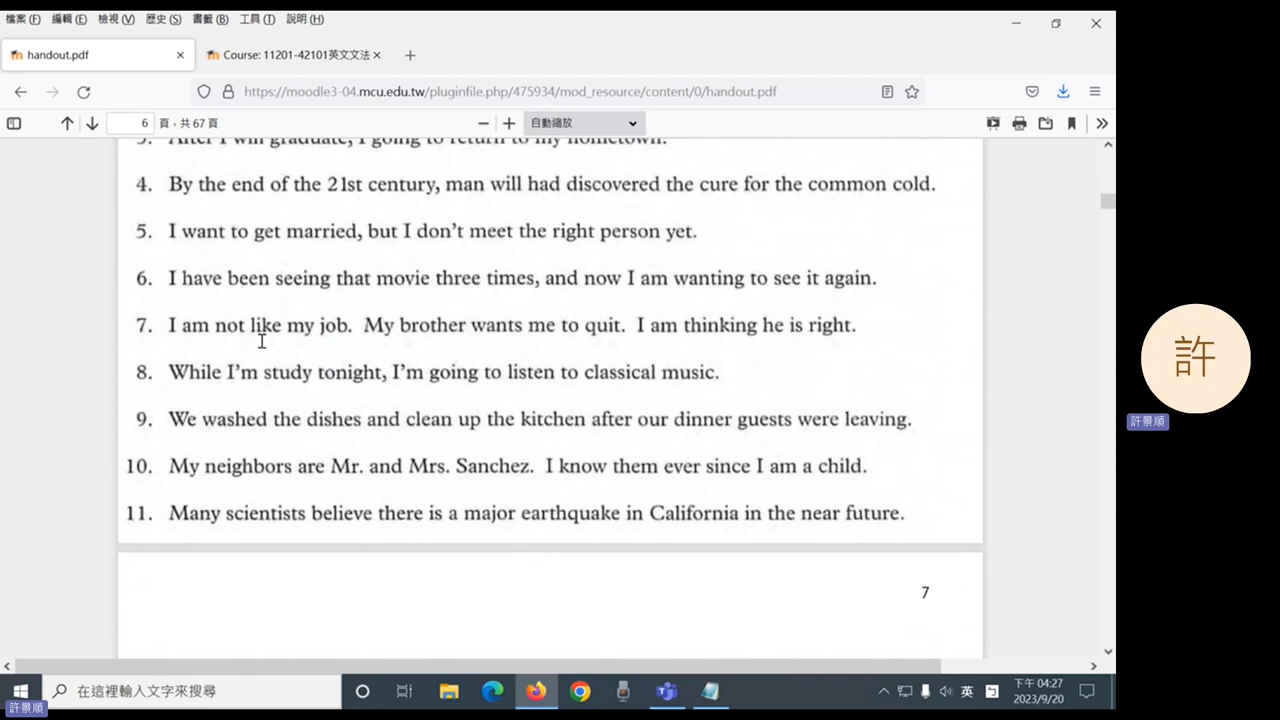 檔案(F) 編輯(E) 檢視(V) 歷史(S) 書籤(B) 工具(T) 說明(H)
handout.pdf
Course: 11201-42101英文文法
https://moodle3-04.mcu.edu.tw/pluginfile.php/475934/mod_resource/content/0/handout.pdf
6 頁，共 67 頁
自動縮放
3. After I will graduate, I going to return to my hometown.
4. By the end of the 21st century, man will had discovered the cure for the common cold.
5. I want to get married, but I don't meet the right person yet.
6. I have been seeing that movie three times, and now I am wanting to see it again.
7. I am not like my job. My brother wants me to quit. I am thinking he is right.
8. While I'm study tonight, I'm going to listen to classical music.
9. We washed the dishes and clean up the kitchen after our dinner guests were leaving.
10. My neighbors are Mr. and Mrs. Sanchez. I know them ever since I am a child.
11. Many scientists believe there is a major earthquake in California in the near future.
7
許
許景順
在這裡輸入文字來搜尋
英
下午 04:27
2023/9/20
許景順